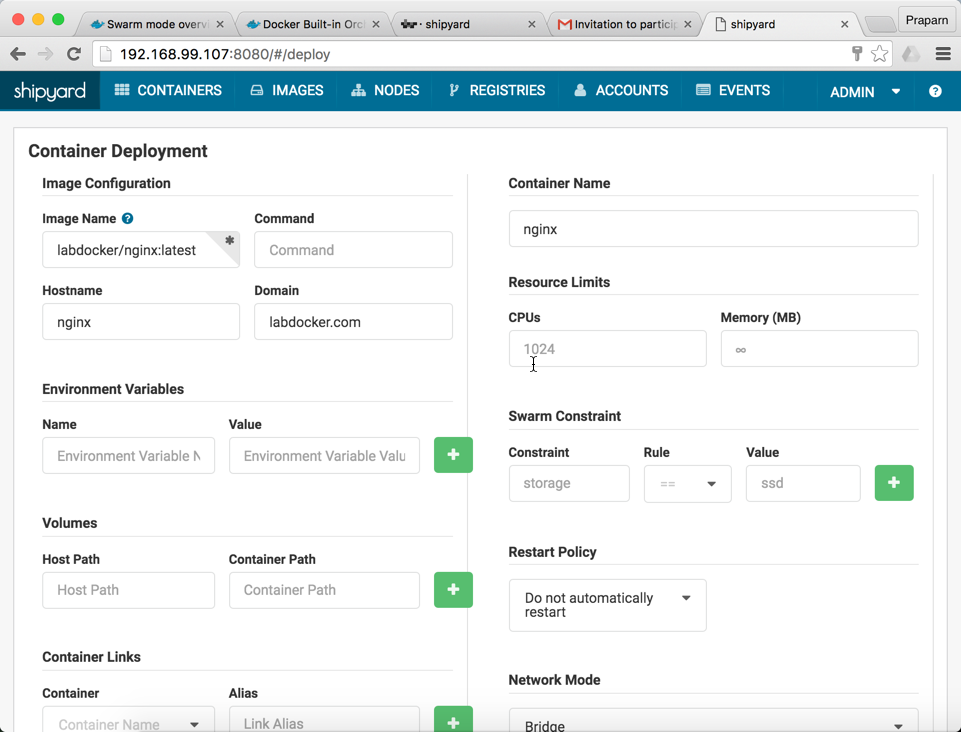 Swarm mode overvi
Docker Built-in Orc
shipyard
Invitation to particip
shipyard
Praparn
192.168.99.107:8080/#/deploy
shipyard
CONTAINERS
IMAGES
NODES
REGISTRIES
ACCOUNTS
EVENTS
ADMIN
?
Container Deployment
Image Configuration
Image Name ?
Command
labdocker/nginx:latest
*
Command
Hostname
Domain
nginx
labdocker.com
Environment Variables
Name
Value
Environment Variable N
Environment Variable Valu
+
Volumes
Host Path
Container Path
Host Path
Container Path
+
Container Links
Container
Alias
Container Name
Link Alias
+
Container Name
nginx
Resource Limits
CPUs
Memory (MB)
1024
∞
Swarm Constraint
Constraint
Rule
Value
storage
==
ssd
+
Restart Policy
Do not automatically
restart
Network Mode
Bridge